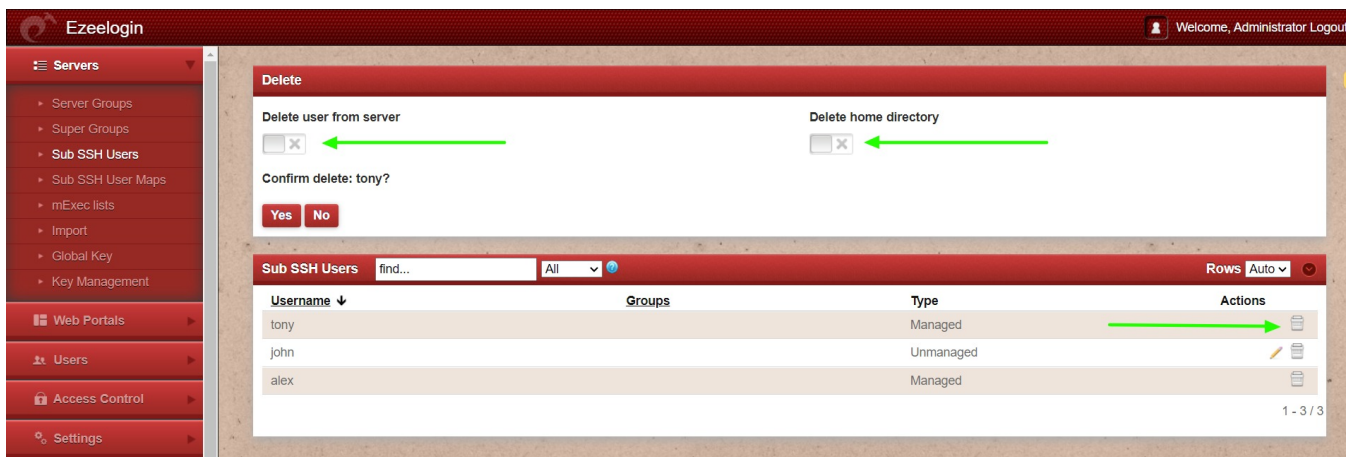 Ezeelogin
Welcome, Administrator Logout
Servers
Server Groups
Super Groups
Sub SSH Users
Sub SSH User Maps
mExec lists
Import
Global Key
Key Management
Web Portals
Users
Access Control
Settings
Delete
Delete user from server Delete home directory
Confirm delete: tony?
Yes No
Sub SSH Users find... All Rows Auto
Username Groups Type Actions
tony Managed
john Unmanaged
alex Managed
1 - 3 / 3